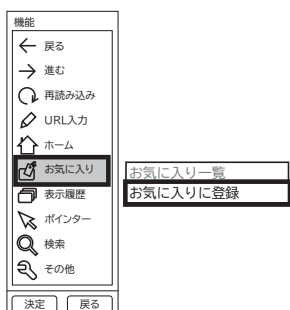 機能
戻る
進む
再読み込み
URL入力
ホーム
お気に入り
お気に入り一覧
お気に入りに登録
表示履歴
ポインター
検索
その他
決定
戻る